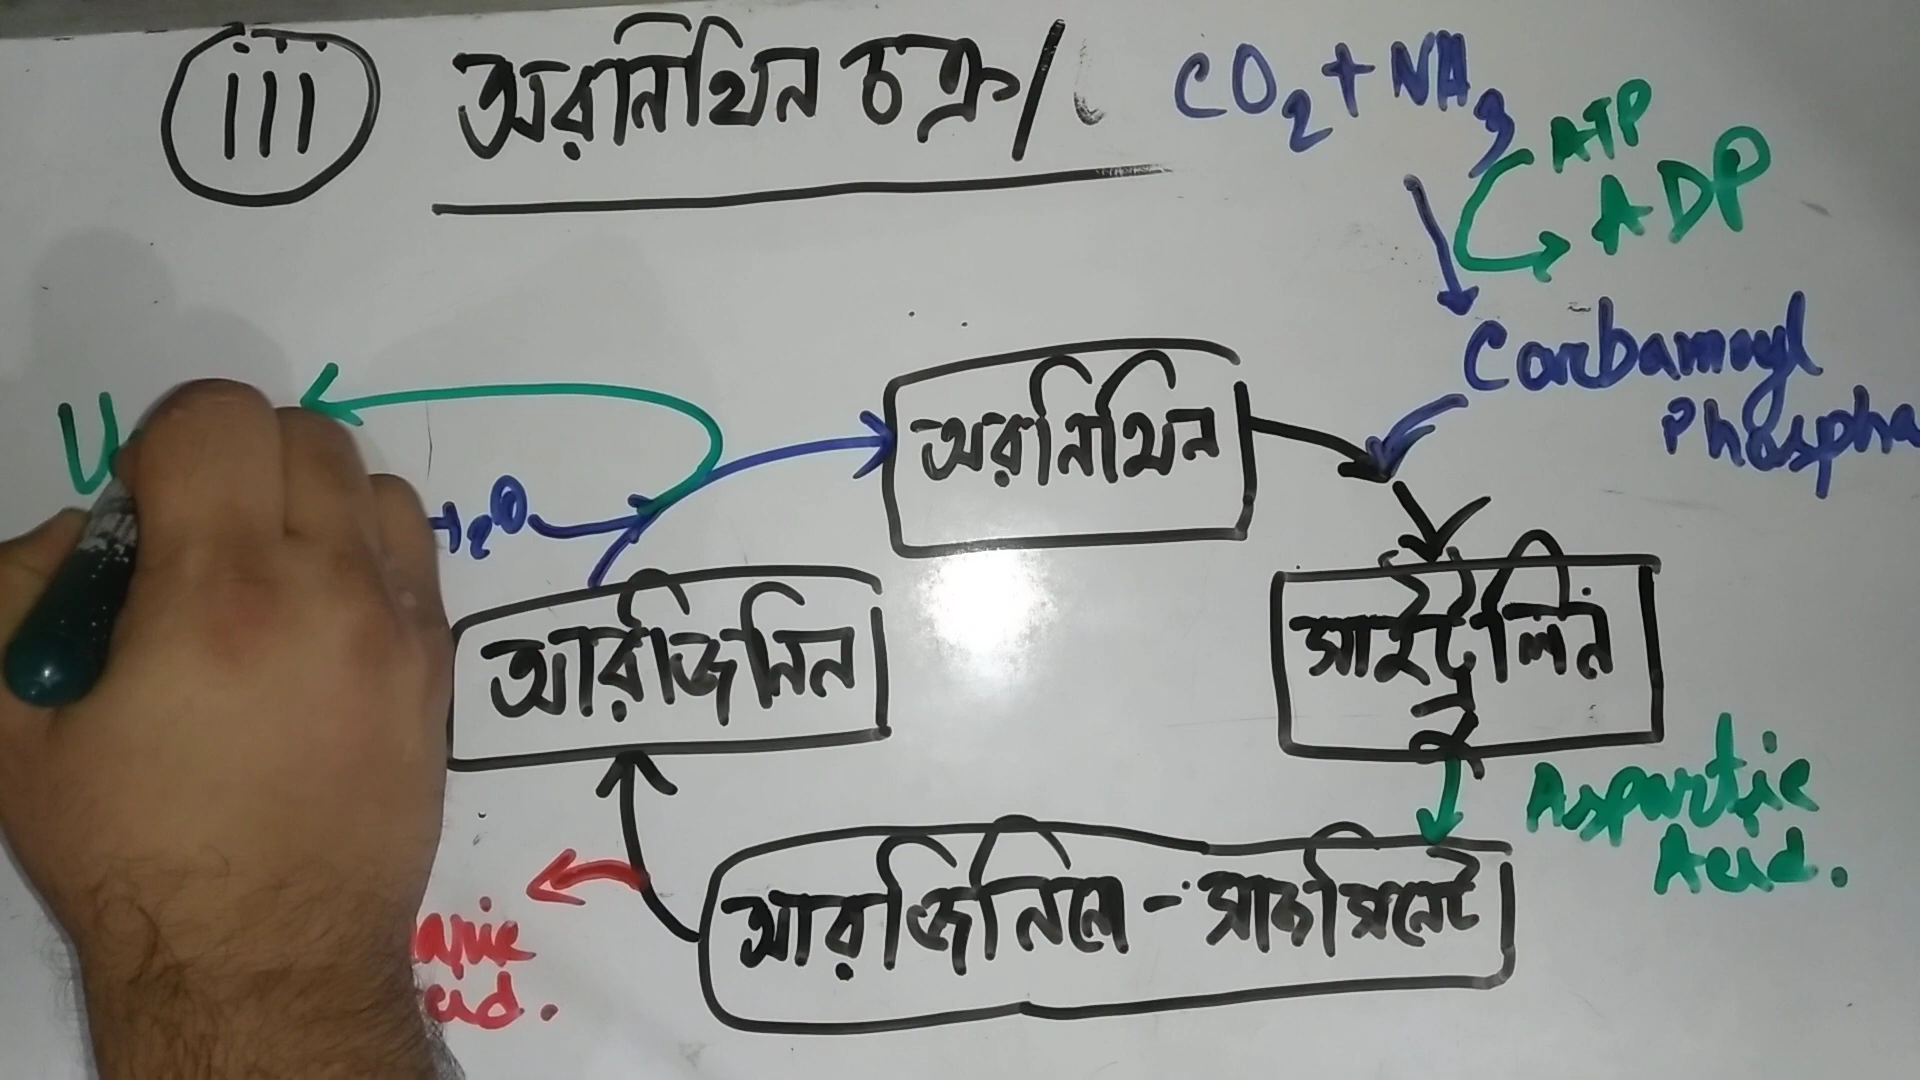 iii অরনিথিন চক্র/
CO2 + NH3
ATP
ADP
Carbamoyl
Phospha
অরনিথিন
H2O
আরজিনিন
সাইট্রুলিন
Aspartic
Acid.
আরজিনিনো-সাকসিনেট